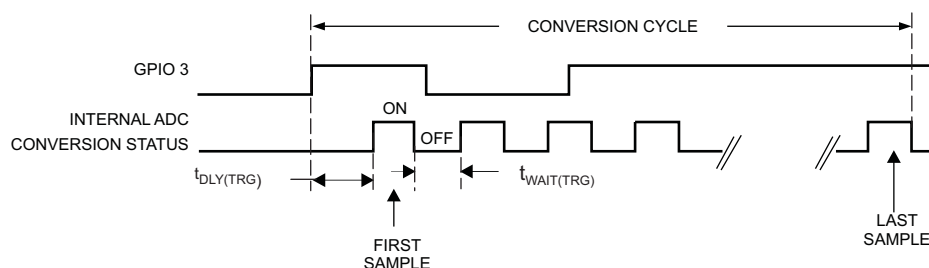 CONVERSION CYCLE
GPIO 3
INTERNAL ADC
CONVERSION STATUS
ON
OFF
tDLY(TRG)
tWAIT(TRG)
FIRST
SAMPLE
LAST
SAMPLE